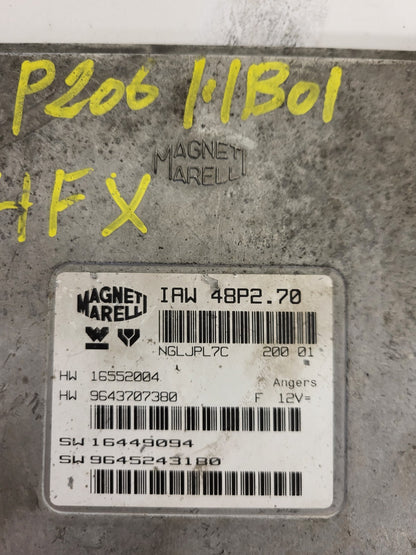 P206 1.1B01
MAGNETI
MARELLI
HFX
MAGNETI
MARELLI
IAW 48P2.70
NGLJPL7C 200 01
HW 16552004 Angers
HW 9643707380 F 12V=
SW 16449094
SW 9645243180